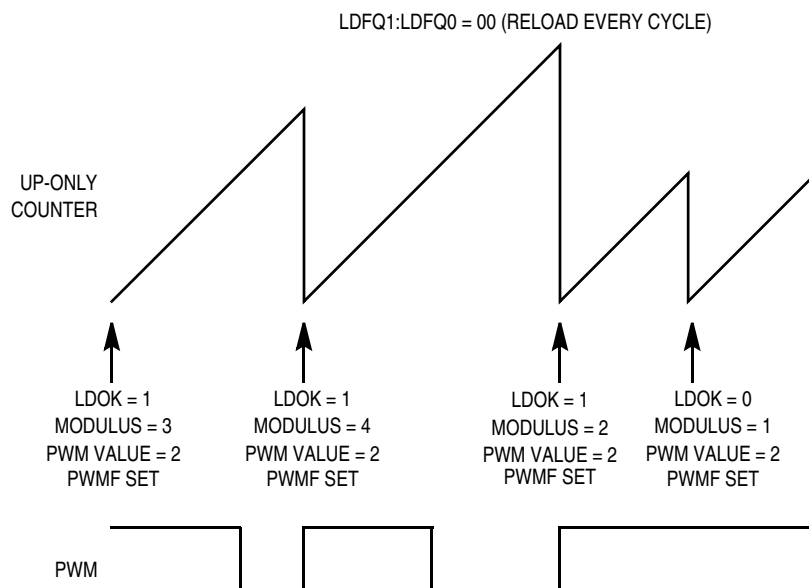 LDFQ1:LDFQ0 = 00 (RELOAD EVERY CYCLE)
UP-ONLY
COUNTER
LDOK = 1
MODULUS = 3
PWM VALUE = 2
PWMF SET
LDOK = 1
MODULUS = 4
PWM VALUE = 2
PWMF SET
LDOK = 1
MODULUS = 2
PWM VALUE = 2
PWMF SET
LDOK = 0
MODULUS = 1
PWM VALUE = 2
PWMF SET
PWM